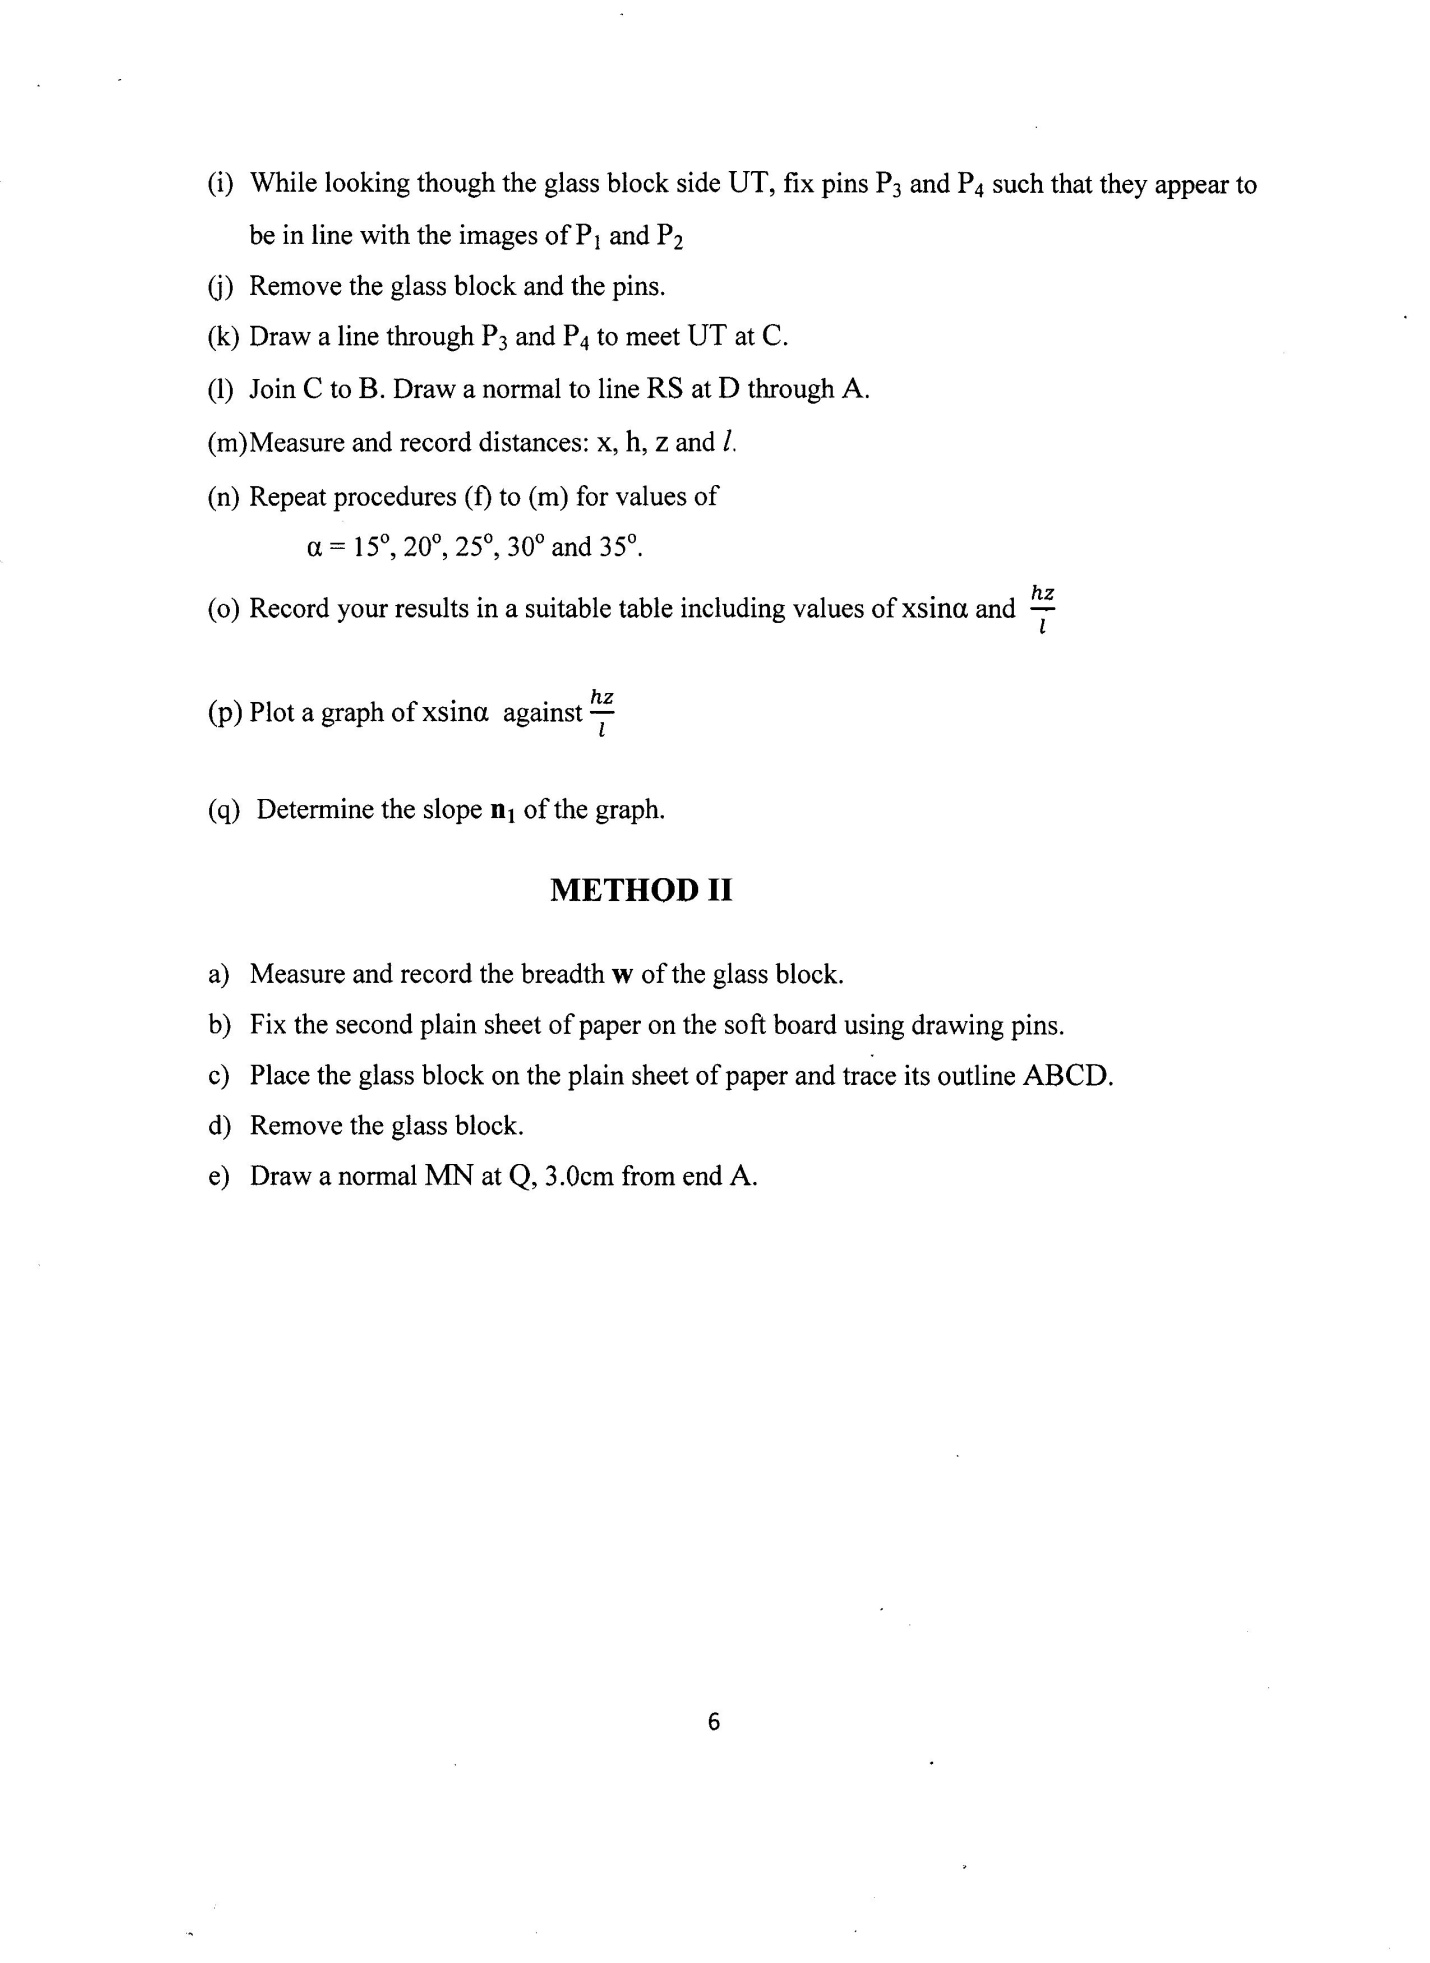 (i) While looking though the glass block side UT, fix pins P₃ and P₄ such that they appear to
be in line with the images of P₁ and P₂
(j) Remove the glass block and the pins.
(k) Draw a line through P₃ and P₄ to meet UT at C.
(l) Join C to B. Draw a normal to line RS at D through A.
(m)Measure and record distances: x, h, z and l.
(n) Repeat procedures (f) to (m) for values of
α = 15⁰, 20⁰, 25⁰, 30⁰ and 35⁰.
(o) Record your results in a suitable table including values of xsinα and hz/l
(p) Plot a graph of xsinα against hz/l
(q) Determine the slope n₁ of the graph.
METHOD II
a) Measure and record the breadth w of the glass block.
b) Fix the second plain sheet of paper on the soft board using drawing pins.
c) Place the glass block on the plain sheet of paper and trace its outline ABCD.
d) Remove the glass block.
e) Draw a normal MN at Q, 3.0cm from end A.
6